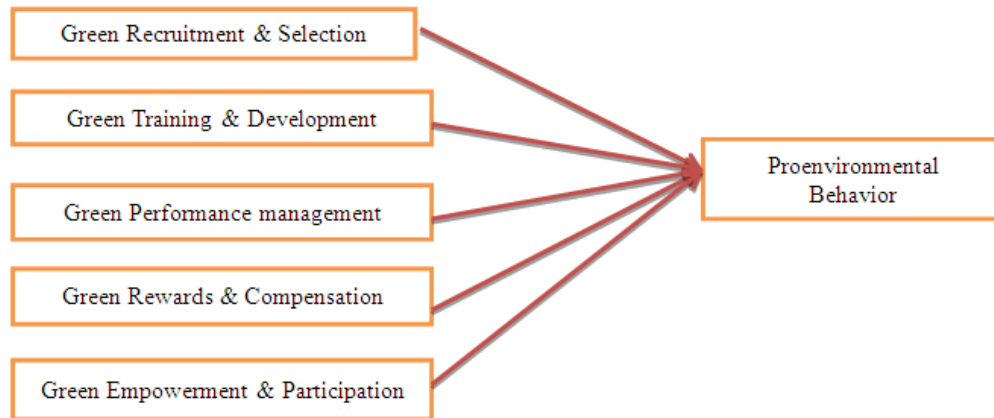 Green Recruitment & Selection
Green Training & Development
Green Performance management
Green Rewards & Compensation
Green Empowerment & Participation
Proenvironmental
Behavior